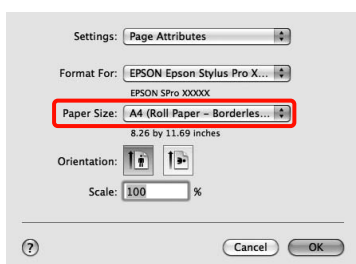 Settings: Page Attributes
Format For: EPSON Epson Stylus Pro X...
EPSON SPro XXXXX
Paper Size: A4 (Roll Paper – Borderles...
8.26 by 11.69 inches
Orientation:
Scale: 100 %
? Cancel OK